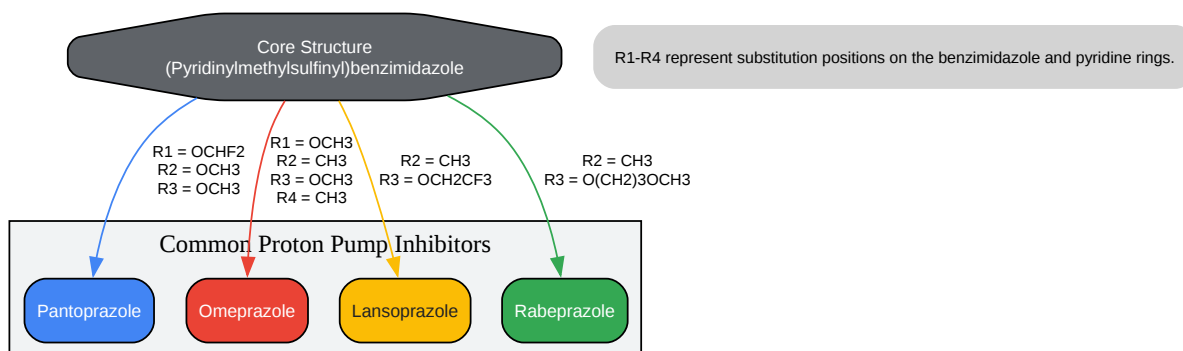 Core Structure
(Pyridinylmethylsulfinyl)benzimidazole
R1-R4 represent substitution positions on the benzimidazole and pyridine rings.
R1 = OCHF2
R2 = OCH3
R3 = OCH3
R1 = OCH3
R2 = CH3
R3 = OCH3
R4 = CH3
R2 = CH3
R3 = OCH2CF3
R2 = CH3
R3 = O(CH2)3OCH3
Common Proton Pump Inhibitors
Pantoprazole
Omeprazole
Lansoprazole
Rabeprazole